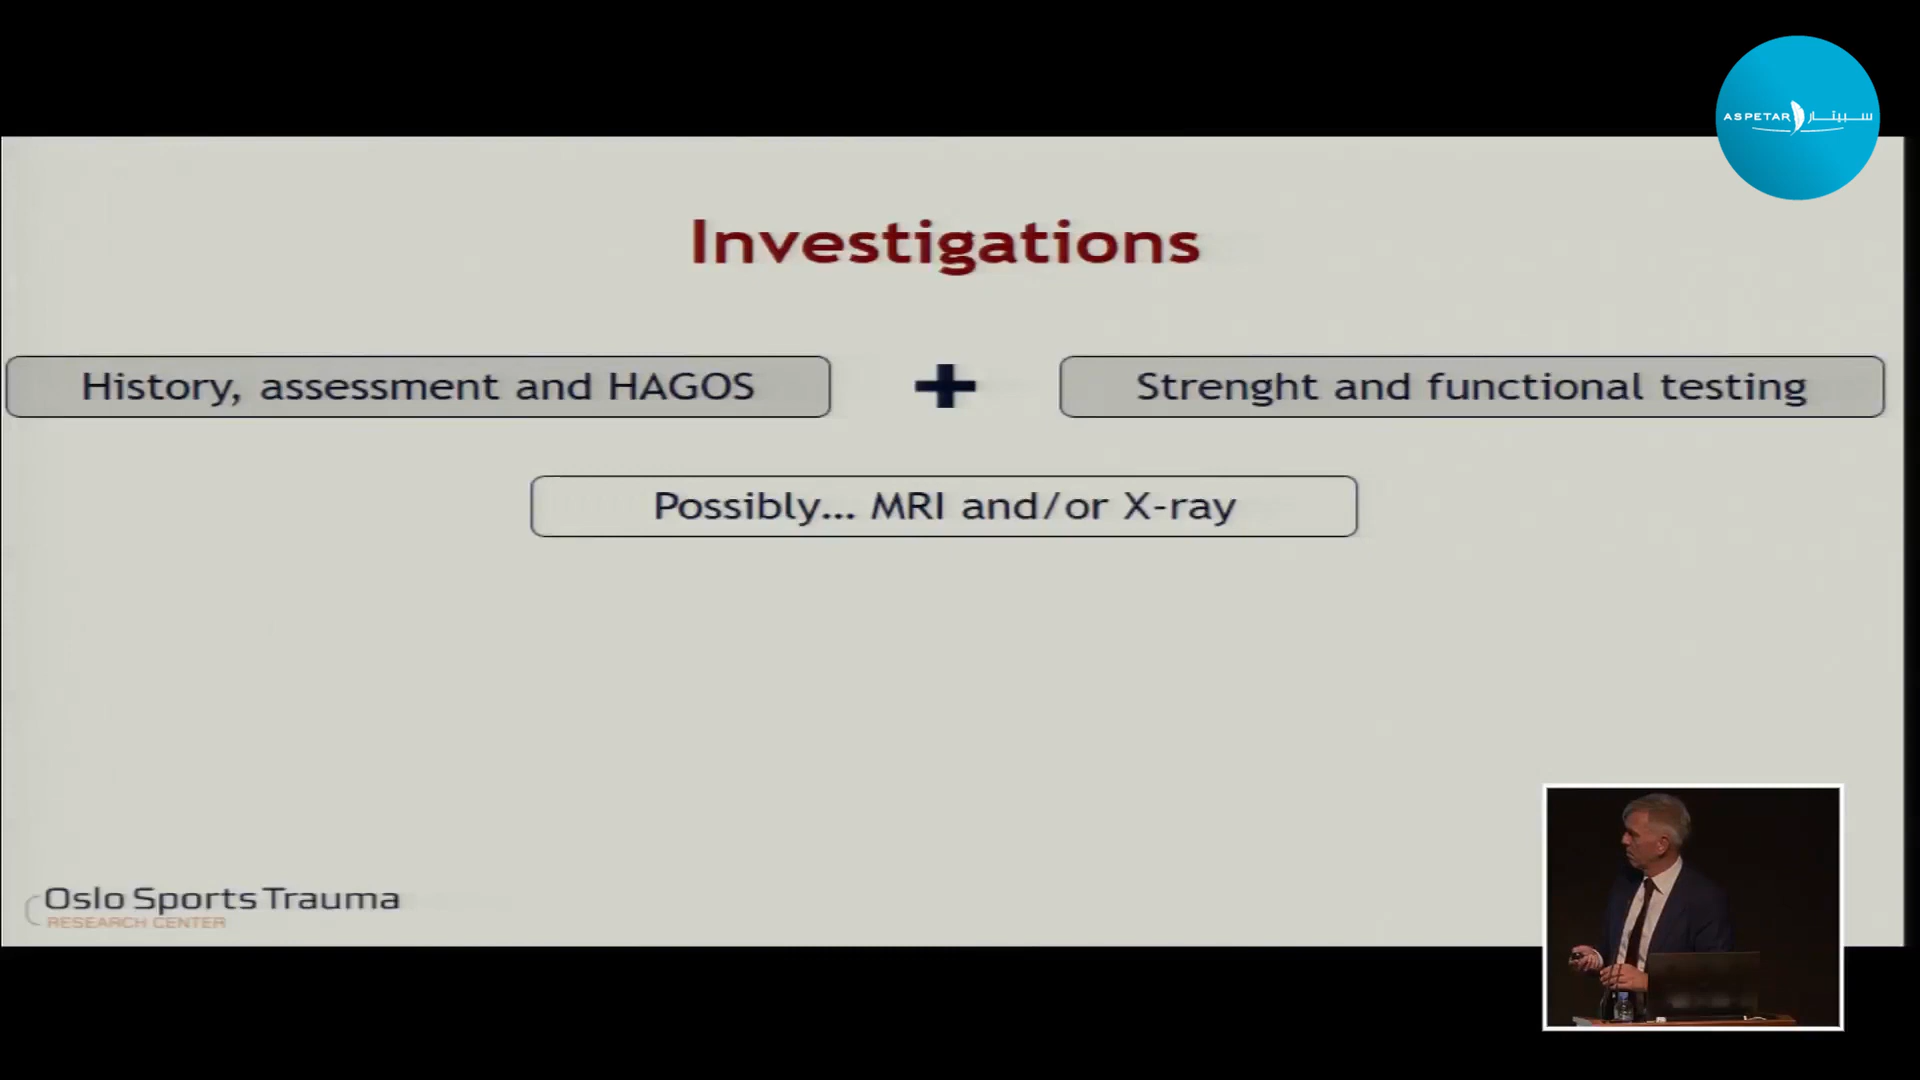 ASPETAR سبيتار
Investigations
History, assessment and HAGOS
Strenght and functional testing
Possibly... MRI and/or X-ray
Oslo Sports Trauma
RESEARCH CENTER